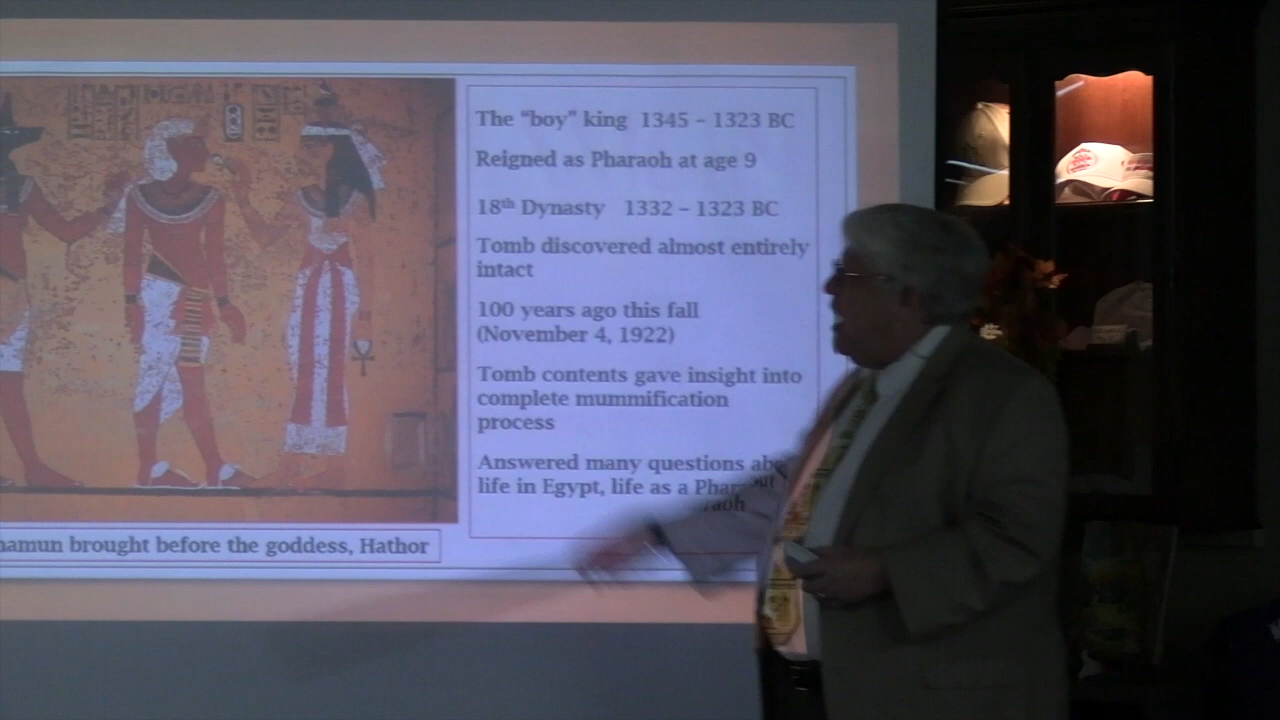 The “boy” king 1345 – 1323 BC
Reigned as Pharaoh at age 9
18th Dynasty 1332 – 1323 BC
Tomb discovered almost entirely
intact
100 years ago this fall
(November 4, 1922)
Tomb contents gave insight into
complete mummification
process
Answered many questions about
life in Egypt, life as a Pharaoh
namun brought before the goddess, Hathor